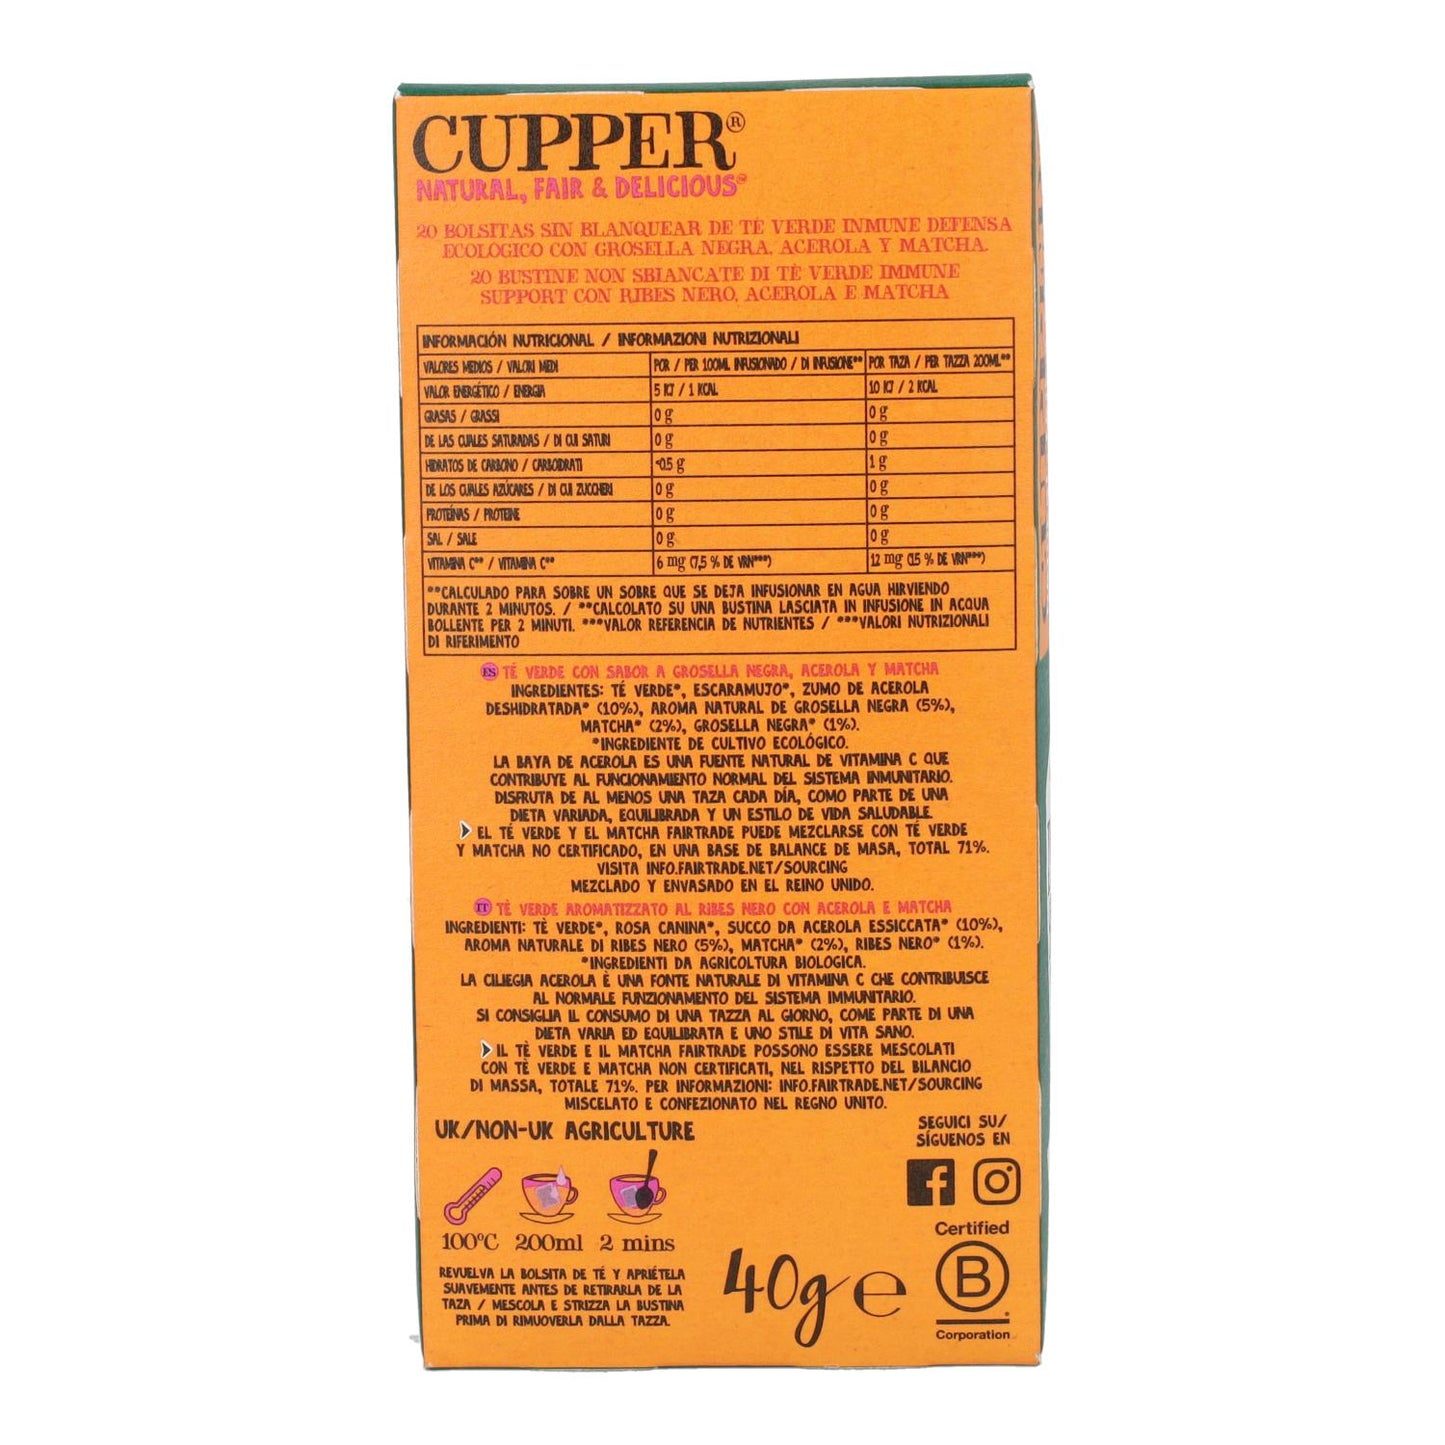 CUPPER®
NATURAL, FAIR & DELICIOUS™
20 BOLSITAS SIN BLANQUEAR DE TÉ VERDE INMUNE DEFENSA
ECOLÓGICO CON GROSELLA NEGRA, ACEROLA Y MATCHA.
20 BUSTINE NON SBIANCATE DI TÈ VERDE IMMUNE
SUPPORT CON RIBES NERO, ACEROLA E MATCHA
INFORMACIÓN NUTRICIONAL / INFORMAZIONI NUTRIZIONALI
VALORES MEDIOS / VALORI MEDI POR / PER 100ML INFUSIONADO / DI INFUSIONE** POR TAZA / PER TAZZA 200ML**
VALOR ENERGÉTICO / ENERGIA 5 KJ / 1 KCAL 10 KJ / 2 KCAL
GRASAS / GRASSI 0 g 0 g
DE LAS CUALES SATURADAS / DI CUI SATURI 0 g 0 g
HIDRATOS DE CARBONO / CARBOIDRATI <0.5 g 1 g
DE LOS CUALES AZÚCARES / DI CUI ZUCCHERI 0 g 0 g
PROTEÍNAS / PROTEINE 0 g 0 g
SAL / SALE 0 g 0 g
VITAMINA C** / VITAMINA C** 6 mg (7,5 % DE VRN***) 12 mg (15 % DE VRN***)
**CALCULADO PARA SOBRE UN SOBRE QUE SE DEJA INFUSIONAR EN AGUA HIRVIENDO
DURANTE 2 MINUTOS. / **CALCOLATO SU UNA BUSTINA LASCIATA IN INFUSIONE IN ACQUA
BOLLENTE PER 2 MINUTI. ***VALOR REFERENCIA DE NUTRIENTES / ***VALORI NUTRIZIONALI
DI RIFERIMENTO
ES TÉ VERDE CON SABOR A GROSELLA NEGRA, ACEROLA Y MATCHA
INGREDIENTES: TÉ VERDE*, ESCARAMUJO*, ZUMO DE ACEROLA
DESHIDRATADA* (10%), AROMA NATURAL DE GROSELLA NEGRA (5%),
MATCHA* (2%), GROSELLA NEGRA* (1%).
*INGREDIENTE DE CULTIVO ECOLÓGICO.
LA BAYA DE ACEROLA ES UNA FUENTE NATURAL DE VITAMINA C QUE
CONTRIBUYE AL FUNCIONAMIENTO NORMAL DEL SISTEMA INMUNITARIO.
DISFRUTA DE AL MENOS UNA TAZA CADA DÍA, COMO PARTE DE UNA
DIETA VARIADA, EQUILIBRADA Y UN ESTILO DE VIDA SALUDABLE.
EL TÉ VERDE Y EL MATCHA FAIRTRADE PUEDE MEZCLARSE CON TÉ VERDE
Y MATCHA NO CERTIFICADO, EN UNA BASE DE BALANCE DE MASA, TOTAL 71%.
VISITA INFO.FAIRTRADE.NET/SOURCING
MEZCLADO Y ENVASADO EN EL REINO UNIDO.
IT TÈ VERDE AROMATIZZATO AL RIBES NERO CON ACEROLA E MATCHA
INGREDIENTI: TÈ VERDE*, ROSA CANINA*, SUCCO DA ACEROLA ESSICCATA* (10%),
AROMA NATURALE DI RIBES NERO (5%), MATCHA* (2%), RIBES NERO* (1%).
*INGREDIENTI DA AGRICOLTURA BIOLOGICA.
LA CILIEGIA ACEROLA È UNA FONTE NATURALE DI VITAMINA C CHE CONTRIBUISCE
AL NORMALE FUNZIONAMENTO DEL SISTEMA IMMUNITARIO.
SI CONSIGLIA IL CONSUMO DI UNA TAZZA AL GIORNO, COME PARTE DI UNA
DIETA VARIA ED EQUILIBRATA E UNO STILE DI VITA SANO.
IL TÈ VERDE E IL MATCHA FAIRTRADE POSSONO ESSERE MESCOLATI
CON TÈ VERDE E MATCHA NON CERTIFICATI, NEL RISPETTO DEL BILANCIO
DI MASSA, TOTALE 71%. PER INFORMAZIONI: INFO.FAIRTRADE.NET/SOURCING
MISCELATO E CONFEZIONATO NEL REGNO UNITO.
UK/NON-UK AGRICULTURE
SEGUICI SU/
SÍGUENOS EN
100°C 200ml 2 mins
REVUELVA LA BOLSITA DE TÉ Y APRIÉTELA
SUAVEMENTE ANTES DE RETIRARLA DE LA
TAZA / MESCOLA E STRIZZA LA BUSTINA
PRIMA DI RIMUOVERLA DALLA TAZZA.
40g e
Certified
B
Corporation